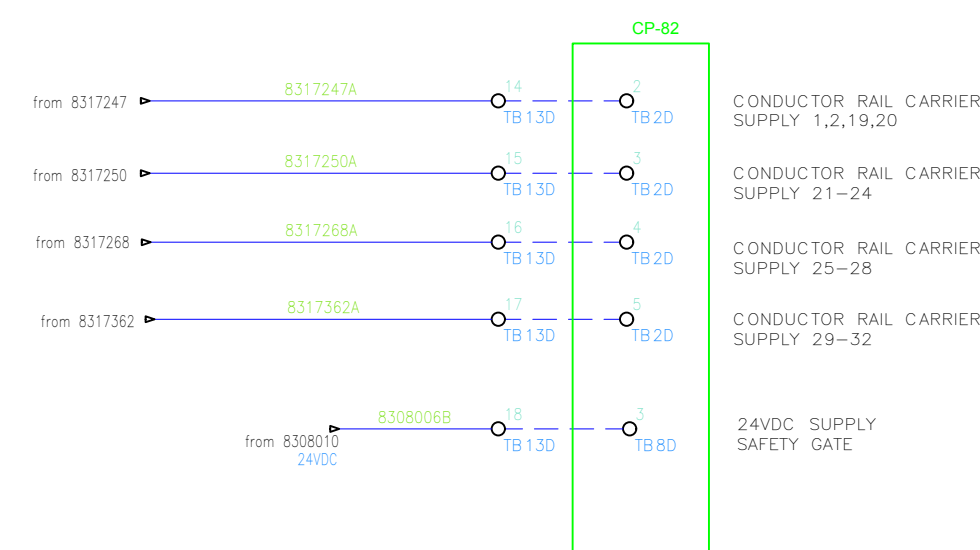 CP-82
8317247A 14 2
from 8317247 TB13D TB2D CONDUCTOR RAIL CARRIER
SUPPLY 1,2,19,20
8317250A 15 3
from 8317250 TB13D TB2D CONDUCTOR RAIL CARRIER
SUPPLY 21-24
8317268A 16 4
from 8317268 TB13D TB2D CONDUCTOR RAIL CARRIER
SUPPLY 25-28
8317362A 17 5
from 8317362 TB13D TB2D CONDUCTOR RAIL CARRIER
SUPPLY 29-32
8308006B 18 3 24VDC SUPPLY
from 8308010 TB13D TB8D SAFETY GATE
24VDC